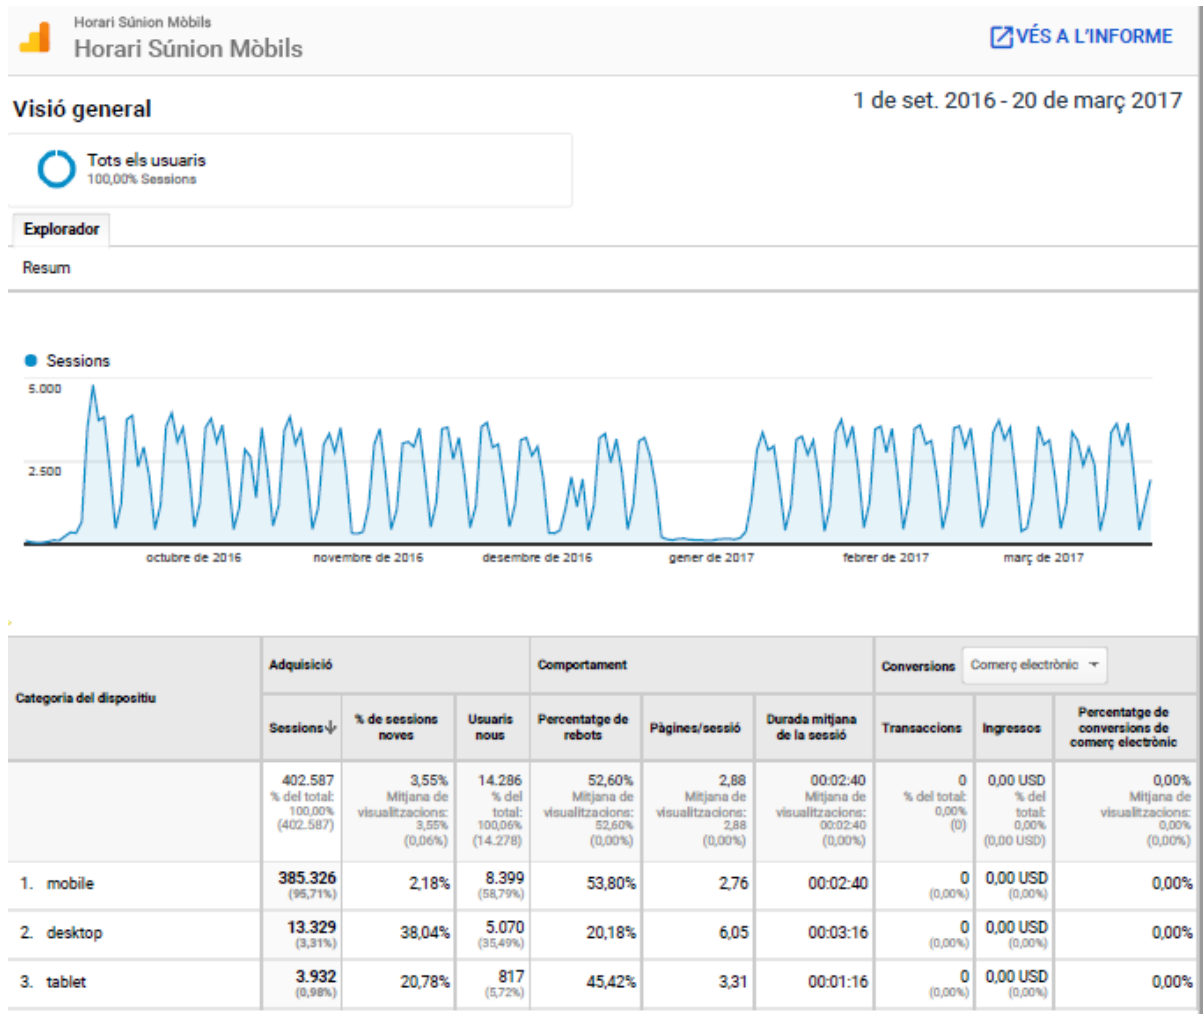 Horari Súnion Mòbils
Horari Súnion Mòbils
VÉS A L'INFORME
Visió general
1 de set. 2016 - 20 de març 2017
Tots els usuaris
100,00% Sessions
Explorador
Resum
Sessions
5.000
2.500
octubre de 2016 novembre de 2016 desembre de 2016 gener de 2017 febrer de 2017 març de 2017
Categoria del dispositiu
Adquisició
Comportament
Conversions Comerç electrònic
Sessions
% de sessions
noves
Usuaris
nous
Percentatge de
rebots
Pàgines/sessió
Durada mitjana
de la sessió
Transaccions
Ingressos
Percentatge de
conversions de
comerç electrònic
402.587
% del total:
100,00%
(402.587)
3,55%
Mitjana de
visualitzacions:
3,55%
(0,06%)
14.286
% del
total:
100,06%
(14.278)
52,60%
Mitjana de
visualitzacions:
52,60%
(0,00%)
2,88
Mitjana de
visualitzacions:
2,88
(0,00%)
00:02:40
Mitjana de
visualitzacions:
00:02:40
(0,00%)
0
% del total:
0,00%
(0)
0,00 USD
% del
total:
0,00%
(0,00 USD)
0,00%
Mitjana de
visualitzacions:
0,00%
(0,00%)
1. mobile 385.326 2,18% 8.399 53,80% 2,76 00:02:40 0 0,00 USD 0,00%
(95,71%) (58,79%) (0,00%) (0,00%)
2. desktop 13.329 38,04% 5.070 20,18% 6,05 00:03:16 0 0,00 USD 0,00%
(3,31%) (35,49%) (0,00%) (0,00%)
3. tablet 3.932 20,78% 817 45,42% 3,31 00:01:16 0 0,00 USD 0,00%
(0,98%) (5,72%) (0,00%) (0,00%)